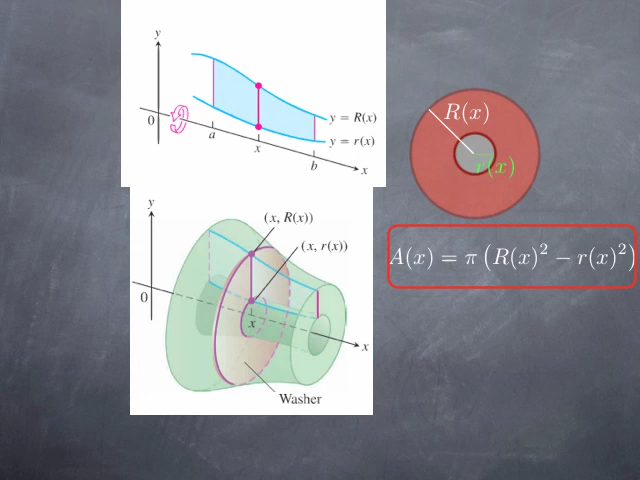 y
y = R(x)
0
y = r(x)
a
x
b
x
y
(x, R(x))
(x, r(x))
0
x
x
Washer
R(x)
r(x)
A(x) = π (R(x)² − r(x)²)